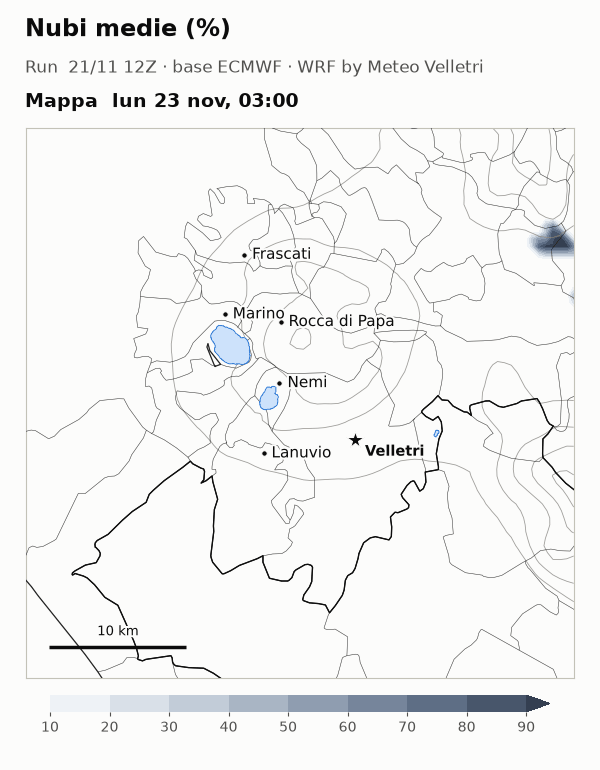 Nubi medie (%)
Run  21/11 12Z · base ECMWF · WRF by Meteo Velletri
Mappa  lun 23 nov, 03:00
Frascati
Marino
Rocca di Papa
Nemi
Velletri
Lanuvio
10 km
10 20 30 40 50 60 70 80 90